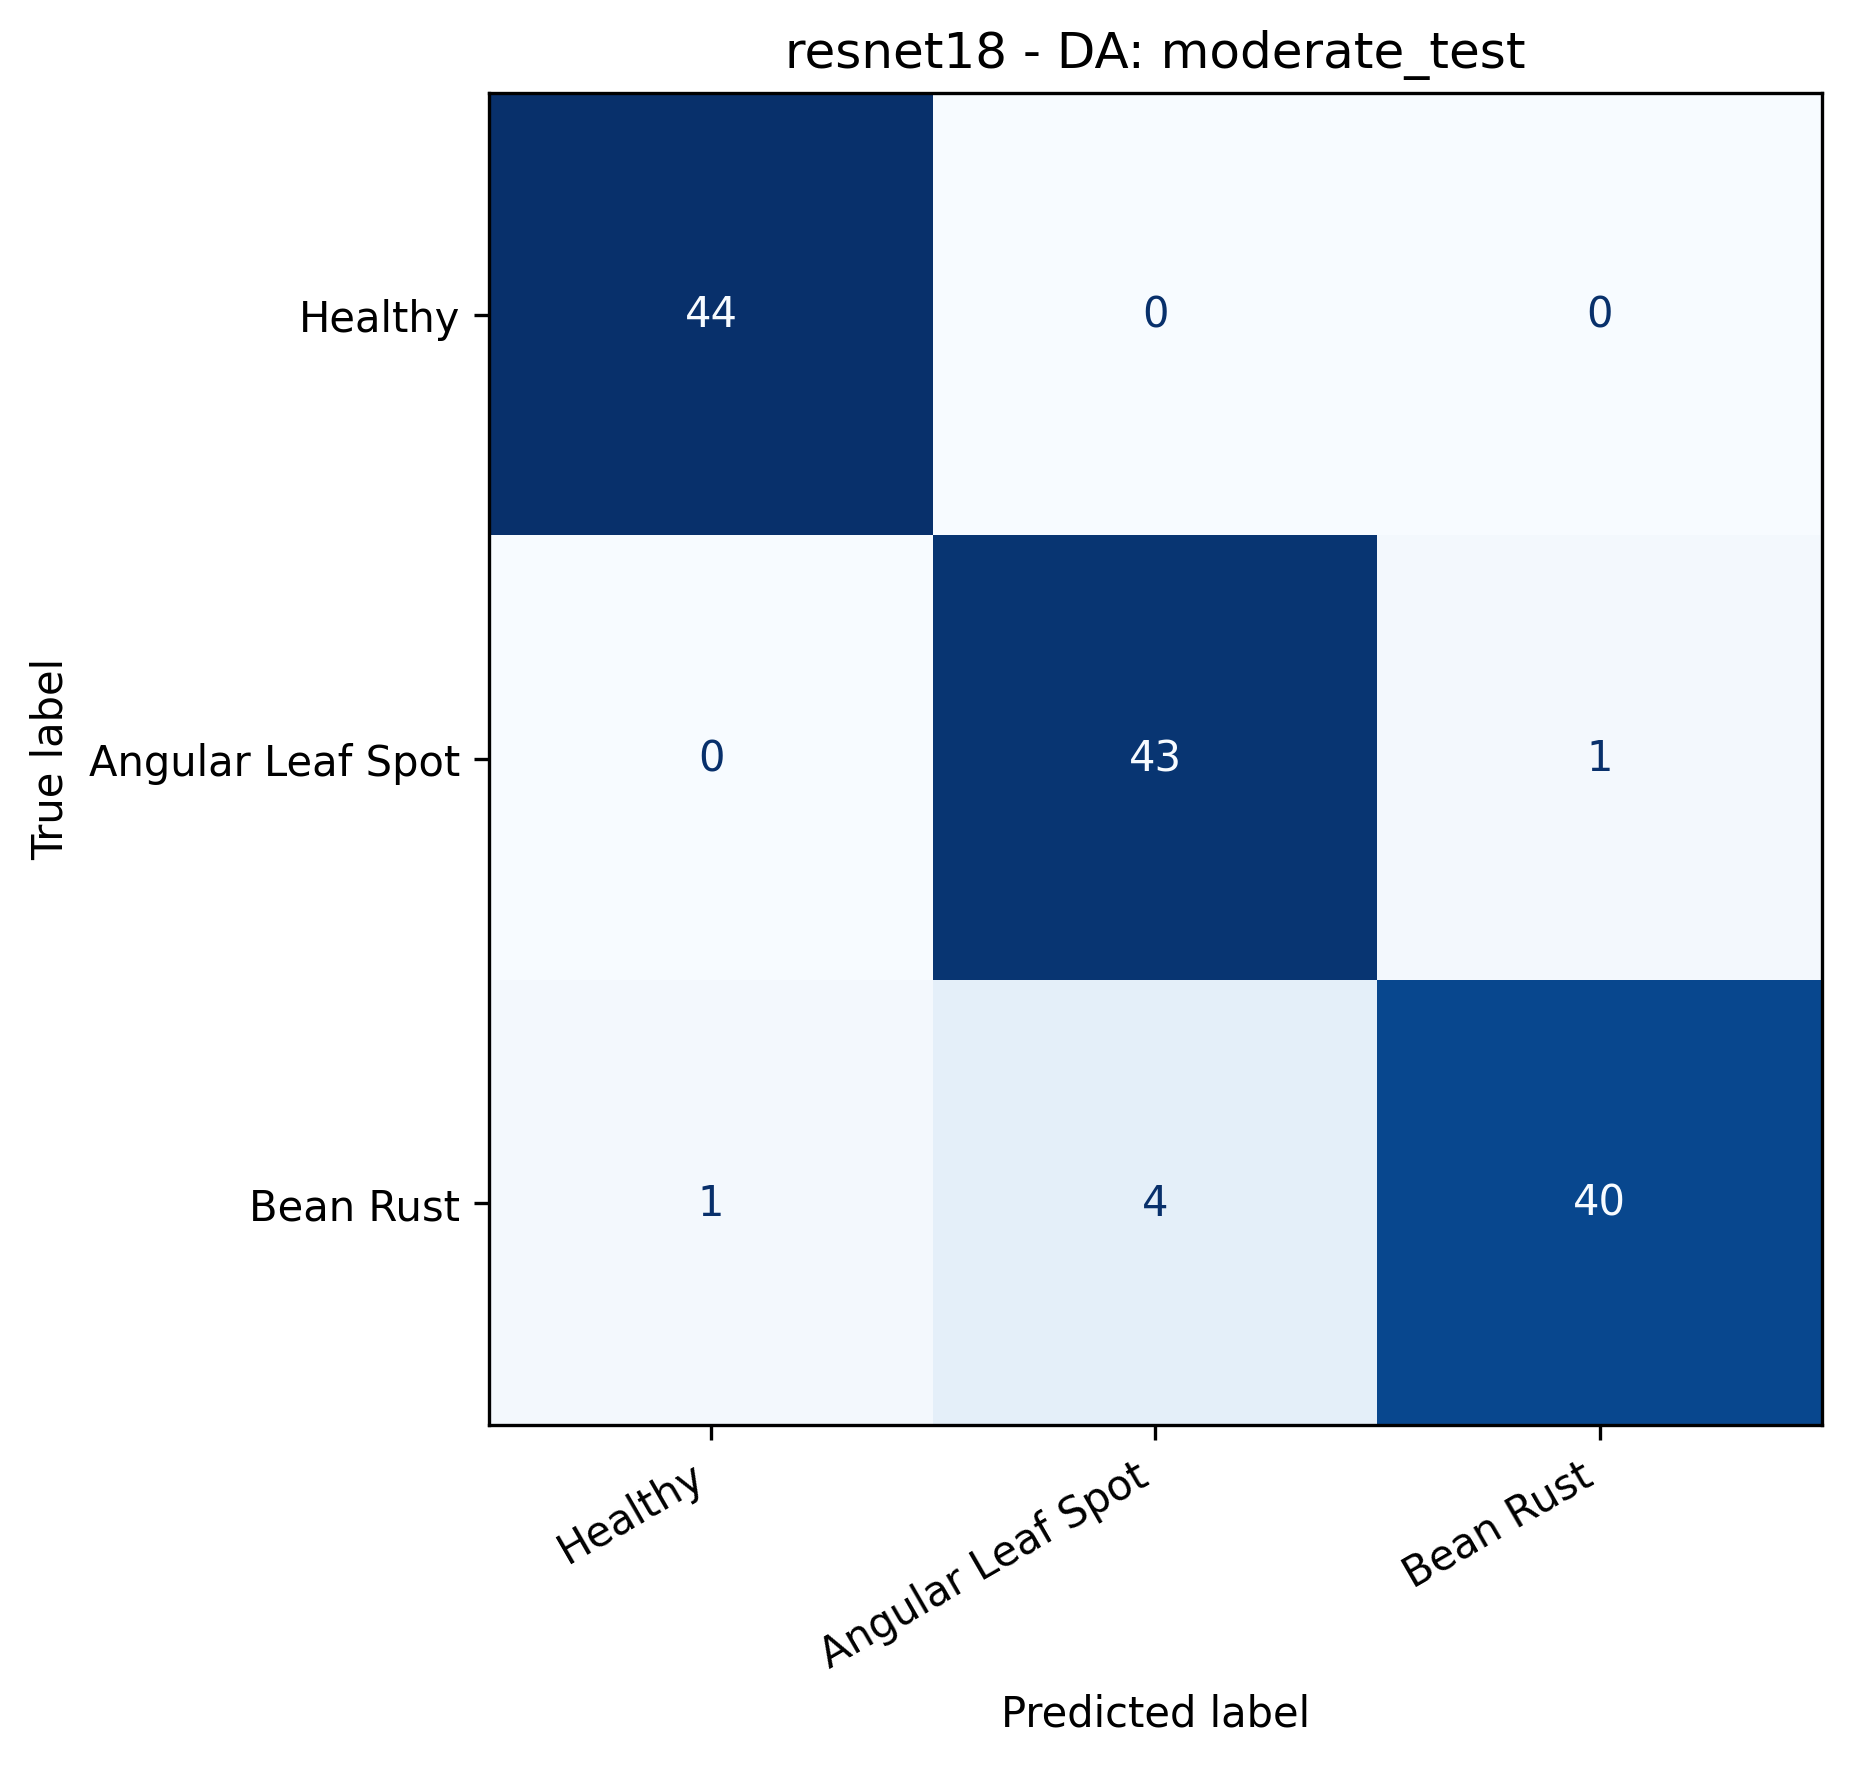 resnet18 - DA: moderate_test
True label
Healthy
44 0 0
Angular Leaf Spot
0 43 1
Bean Rust
1 4 40
Healthy
Angular Leaf Spot
Bean Rust
Predicted label